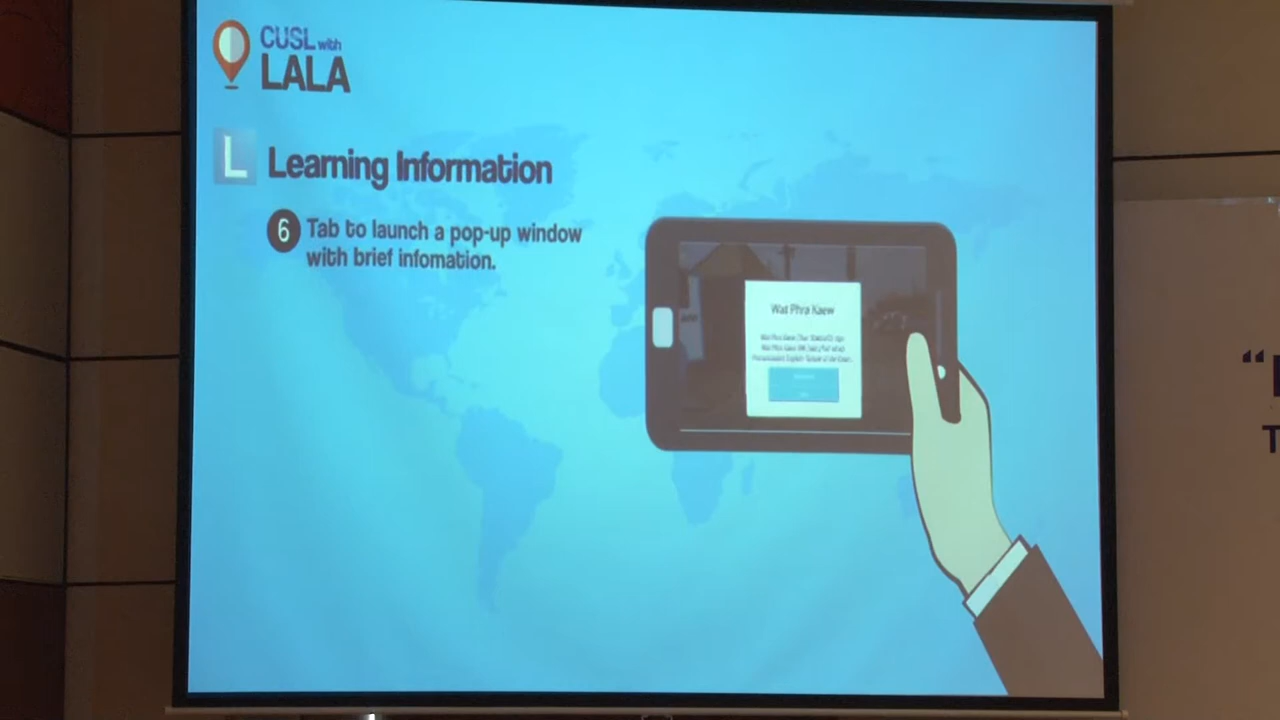 CUSL with
LALA
L
Learning Information
6
Tab to launch a pop-up window
with brief infomation.
Wat Phra Kaew
“
T